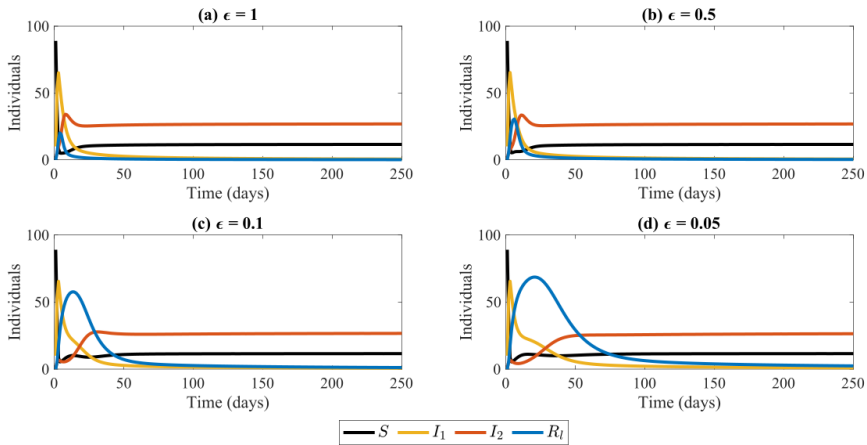 (a) ϵ = 1
(b) ϵ = 0.5
100
50
0
Individuals
0 50 100 150 200 250
Time (days)
100
50
0
Individuals
0 50 100 150 200 250
Time (days)
(c) ϵ = 0.1
(d) ϵ = 0.05
100
50
0
Individuals
0 50 100 150 200 250
Time (days)
100
50
0
Individuals
0 50 100 150 200 250
Time (days)
S I₁ I₂ Rₗ